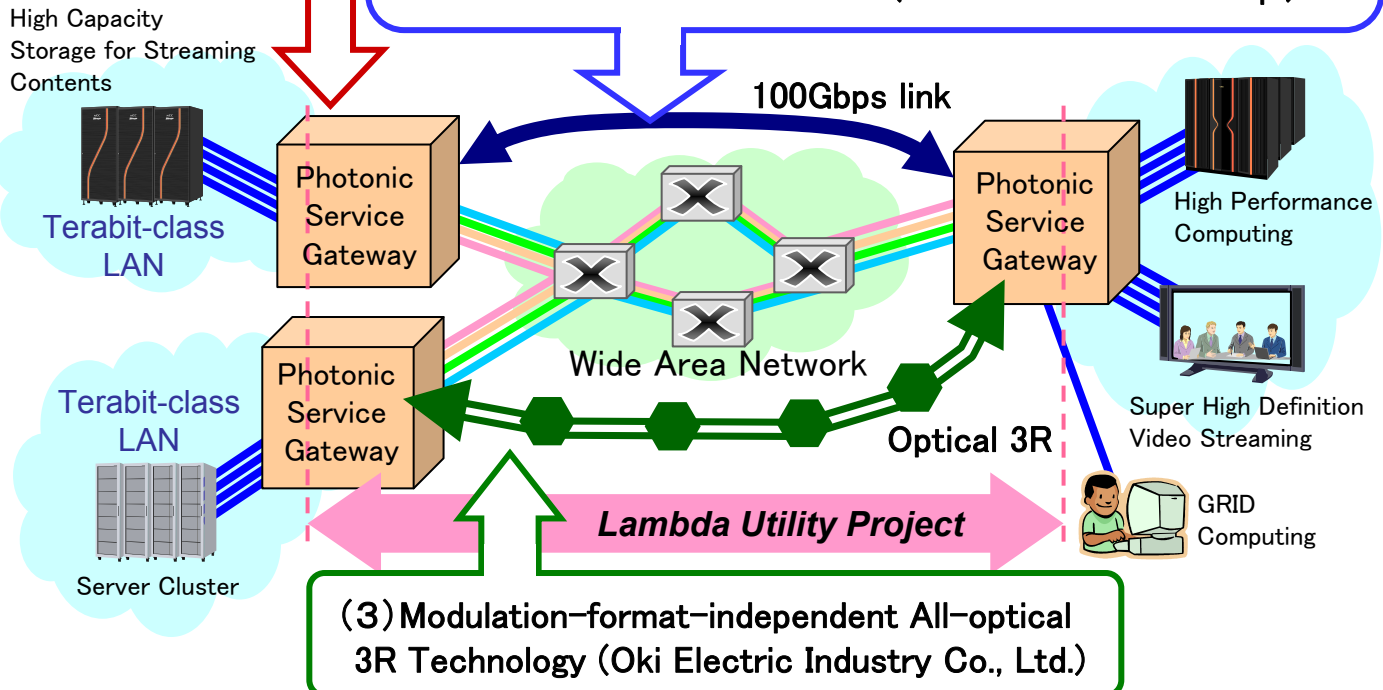 High Capacity
Storage for Streaming
Contents
100Gbps link
Photonic
Service
Gateway
Photonic
Service
Gateway
Terabit-class
LAN
High Performance
Computing
Wide Area Network
Photonic
Service
Gateway
Terabit-class
LAN
Super High Definition
Video Streaming
Optical 3R
Lambda Utility Project
GRID
Computing
Server Cluster
(3)Modulation-format-independent All-optical
3R Technology (Oki Electric Industry Co., Ltd.)